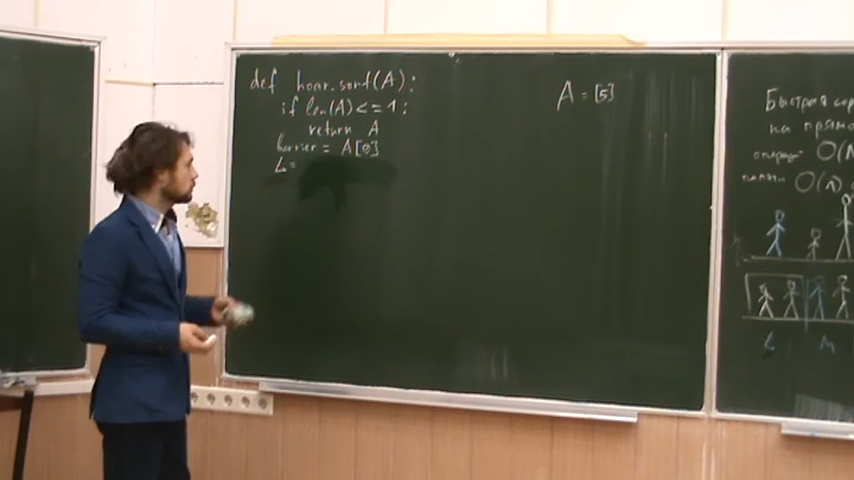 def hoar_sort(A):
if len(A) <= 1:
return A
barrier = A[0]
L =
A = [5]
Быстрая сор
на прямо
операц- O(N
памят- O(N
L M